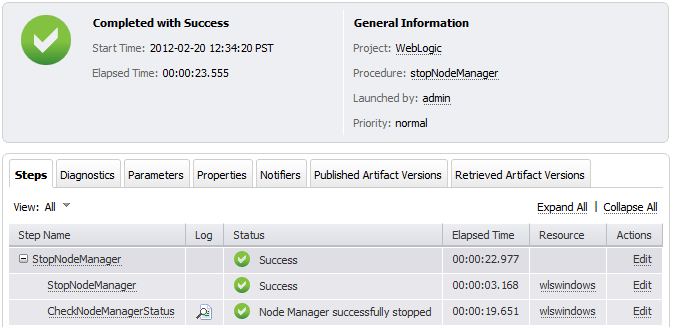 Completed with Success
Start Time: 2012-02-20 12:34:20 PST
Elapsed Time: 00:00:23.555
General Information
Project: WebLogic
Procedure: stopNodeManager
Launched by: admin
Priority: normal
Steps Diagnostics Parameters Properties Notifiers Published Artifact Versions Retrieved Artifact Versions
View: All Expand All | Collapse All
Step Name Log Status Elapsed Time Resource Actions
StopNodeManager Success 00:00:22.977 Edit
StopNodeManager Success 00:00:03.168 wlswindows Edit
CheckNodeManagerStatus Node Manager successfully stopped 00:00:19.651 wlswindows Edit